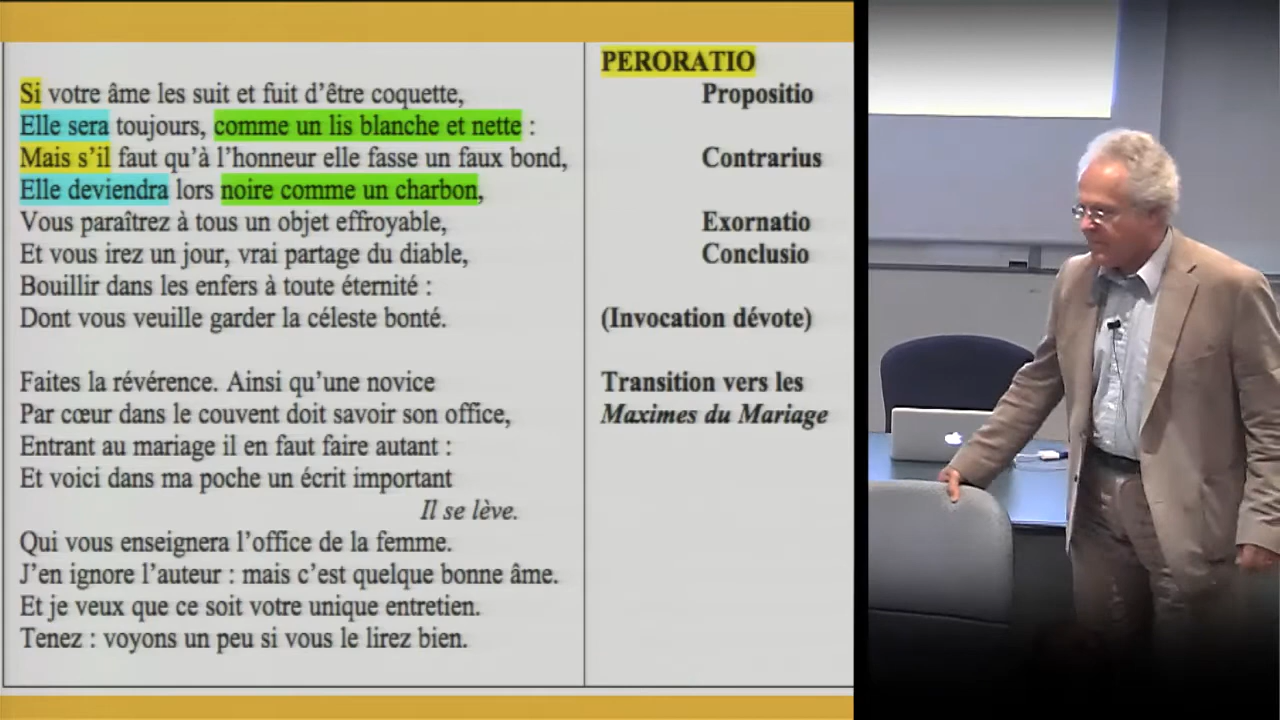 PERORATIO
Si votre âme les suit et fuit d'être coquette, Propositio
Elle sera toujours, comme un lis blanche et nette :
Mais s'il faut qu'à l'honneur elle fasse un faux bond, Contrarius
Elle deviendra lors noire comme un charbon,
Vous paraîtrez à tous un objet effroyable, Exornatio
Et vous irez un jour, vrai partage du diable, Conclusio
Bouillir dans les enfers à toute éternité :
Dont vous veuille garder la céleste bonté. (Invocation dévote)
Faites la révérence. Ainsi qu'une novice Transition vers les
Par cœur dans le couvent doit savoir son office, Maximes du Mariage
Entrant au mariage il en faut faire autant :
Et voici dans ma poche un écrit important
Il se lève.
Qui vous enseignera l'office de la femme.
J'en ignore l'auteur : mais c'est quelque bonne âme.
Et je veux que ce soit votre unique entretien.
Tenez : voyons un peu si vous le lirez bien.